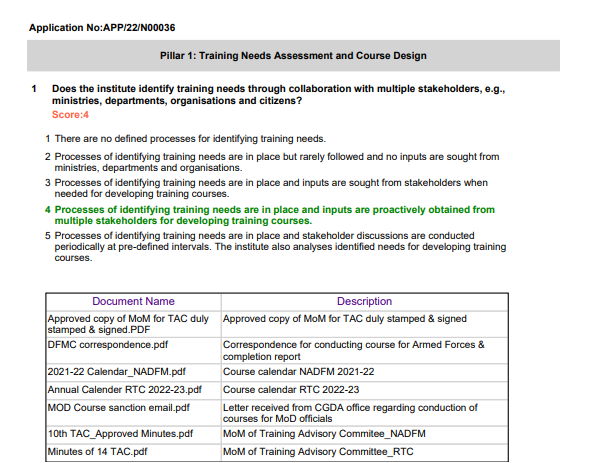 Application No:APP/22/N00036
Pillar 1: Training Needs Assessment and Course Design
1 Does the institute identify training needs through collaboration with multiple stakeholders, e.g.,
ministries, departments, organisations and citizens?
Score:4
1 There are no defined processes for identifying training needs.
2 Processes of identifying training needs are in place but rarely followed and no inputs are sought from
ministries, departments and organisations.
3 Processes of identifying training needs are in place and inputs are sought from stakeholders when
needed for developing training courses.
4 Processes of identifying training needs are in place and inputs are proactively obtained from
multiple stakeholders for developing training courses.
5 Processes of identifying training needs are in place and stakeholder discussions are conducted
periodically at pre-defined intervals. The institute also analyses identified needs for developing training
courses.
Document Name Description
Approved copy of MoM for TAC duly Approved copy of MoM for TAC duly stamped & signed
stamped & signed.PDF
DFMC correspondence.pdf Correspondence for conducting course for Armed Forces &
completion report
2021-22 Calendar_NADFM.pdf Course calendar NADFM 2021-22
Annual Calender RTC 2022-23.pdf Course calendar RTC 2022-23
MOD Course sanction email.pdf Letter received from CGDA office regarding conduction of
courses for MoD officials
10th TAC_Approved Minutes.pdf MoM of Training Advisory Commitee_NADFM
Minutes of 14 TAC.pdf MoM of Training Advisory Committee_RTC